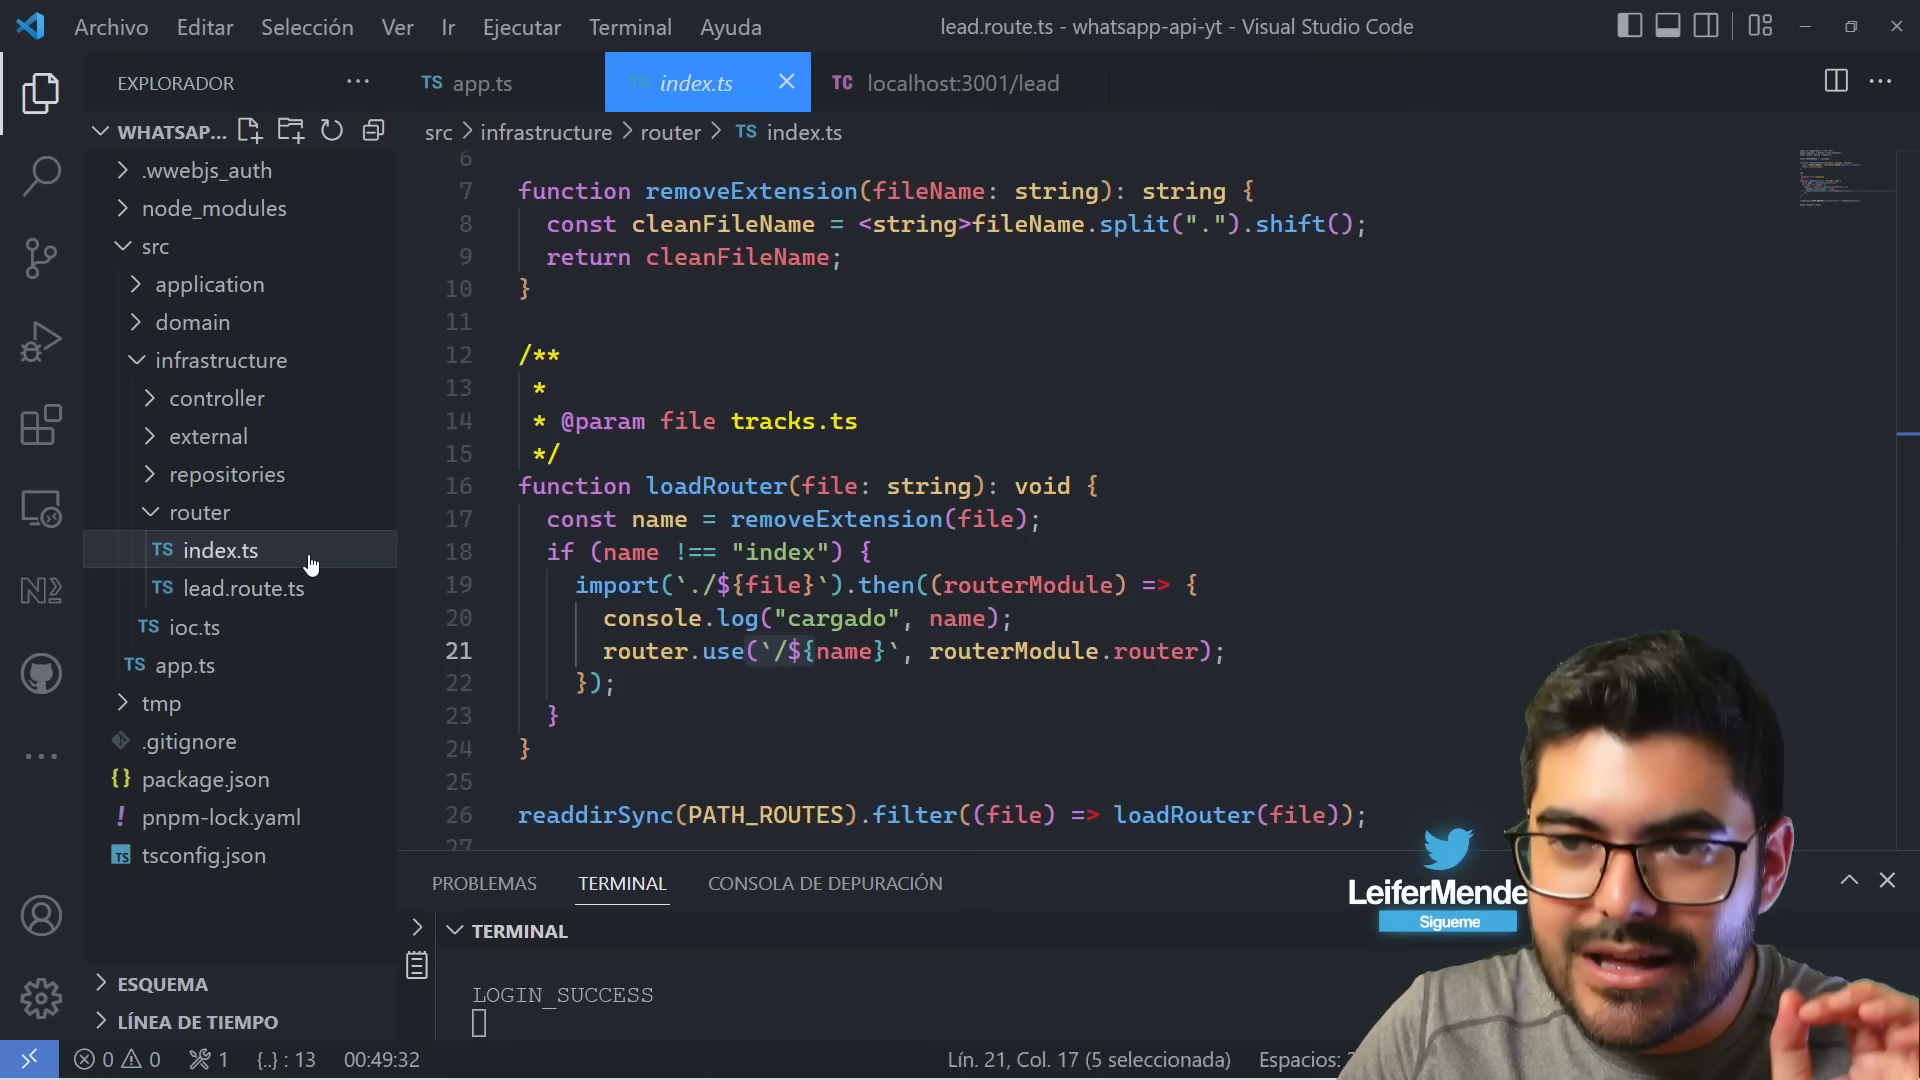 Archivo Editar Selección Ver Ir Ejecutar Terminal Ayuda
lead.route.ts - whatsapp-api-yt - Visual Studio Code
EXPLORADOR
TS app.ts
TS index.ts
TC localhost:3001/lead
WHATSAP...
.wwebjs_auth
node_modules
src
application
domain
infrastructure
controller
external
repositories
router
TS index.ts
TS lead.route.ts
TS ioc.ts
TS app.ts
tmp
.gitignore
{} package.json
! pnpm-lock.yaml
TS tsconfig.json
ESQUEMA
LÍNEA DE TIEMPO
src > infrastructure > router > TS index.ts
6
7 function removeExtension(fileName: string): string {
8 const cleanFileName = <string>fileName.split(".").shift();
9 return cleanFileName;
10 }
11
12 /**
13 *
14 * @param file tracks.ts
15 */
16 function loadRouter(file: string): void {
17 const name = removeExtension(file);
18 if (name !== "index") {
19 import(`./${file}`).then((routerModule) => {
20 console.log("cargado", name);
21 router.use(`/${name}`, routerModule.router);
22 });
23 }
24 }
25
26 readdirSync(PATH_ROUTES).filter((file) => loadRouter(file));
27
PROBLEMAS TERMINAL CONSOLA DE DEPURACIÓN
TERMINAL
LOGIN_SUCCESS
LeiferMende
Sigueme
0 0 1 {..} : 13 00:49:32
Lín. 21, Col. 17 (5 seleccionada) Espacios: